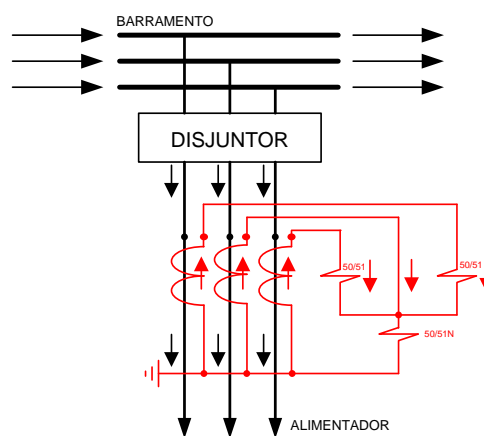 BARRAMENTO
DISJUNTOR
50/51
50/51
50/51N
ALIMENTADOR